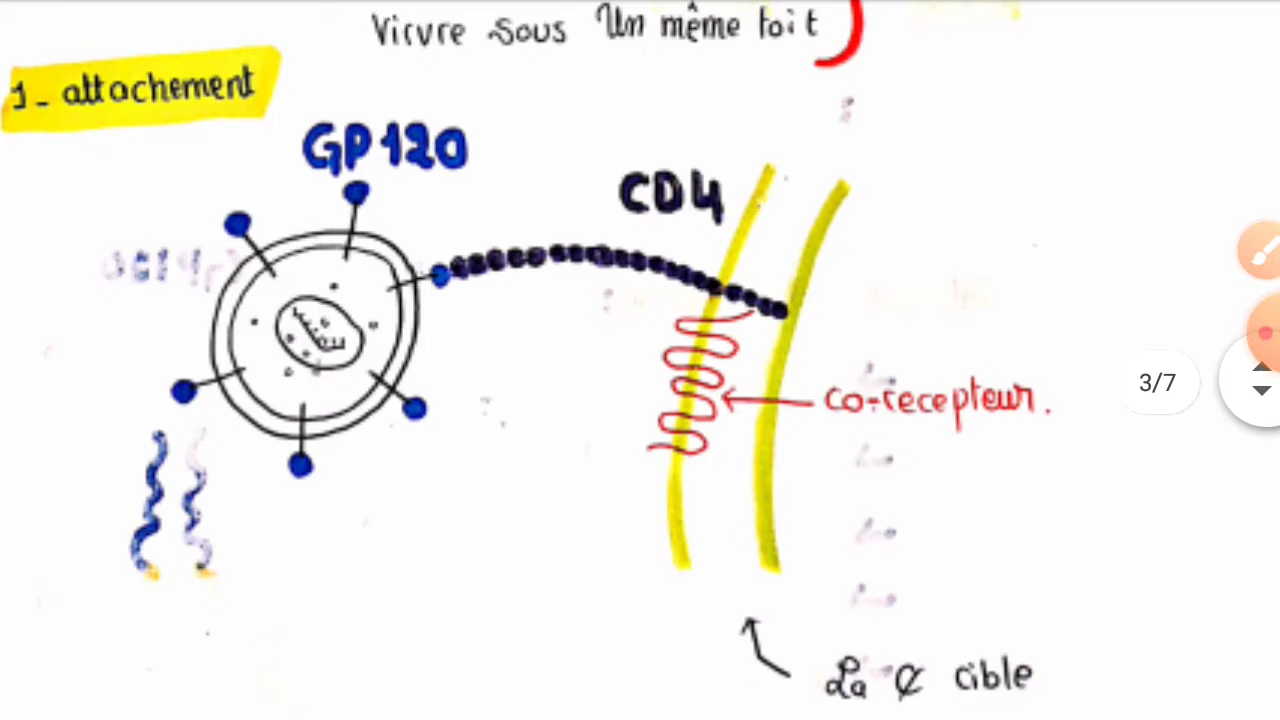 Vivre sous Un même toit )
1- attachement
GP120
CD4
co-recepteur.
3/7
La ₵ cible